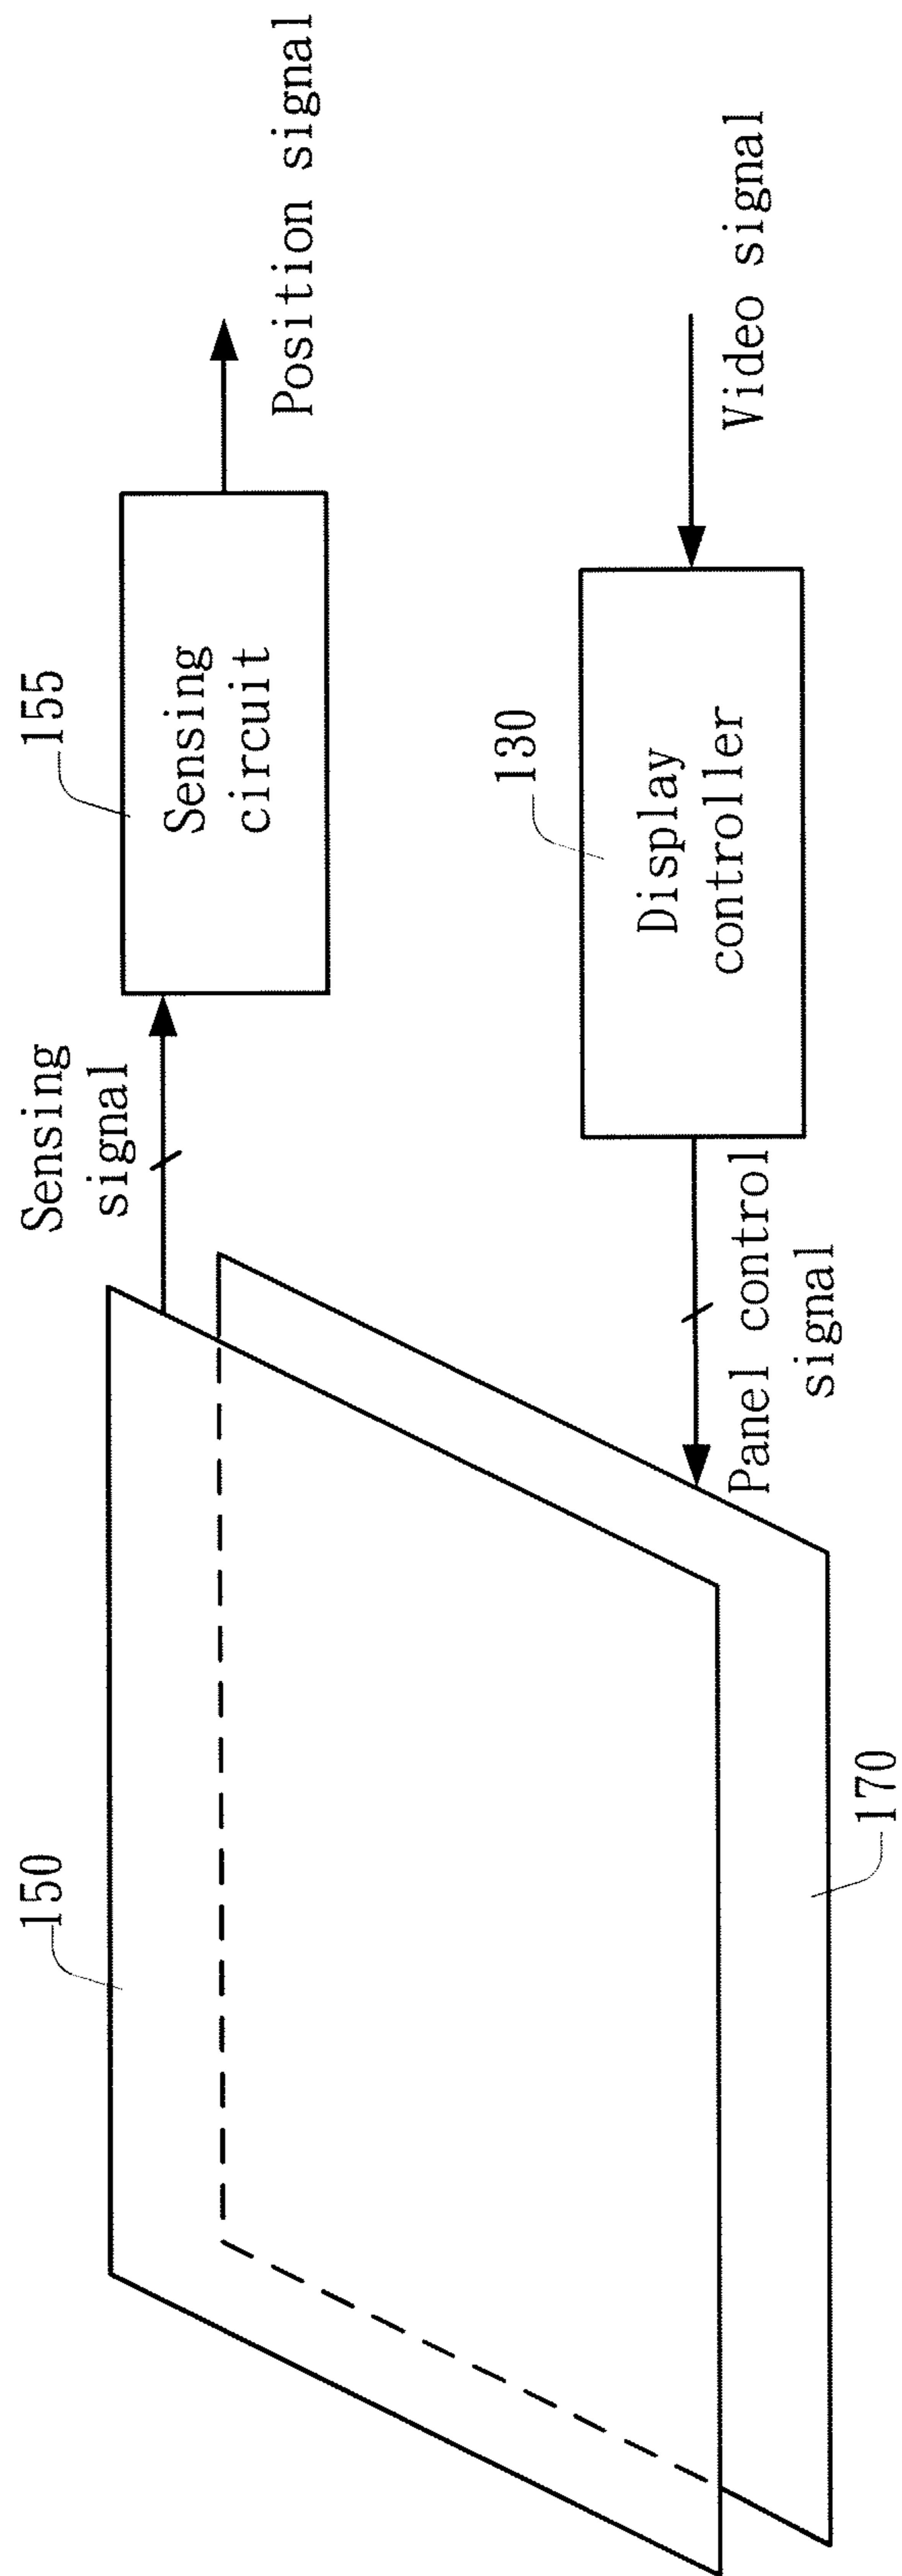 150
Sensing
signal
155
Sensing
circuit
Position signal
170
Panel control
signal
130
Display
controller
Video signal